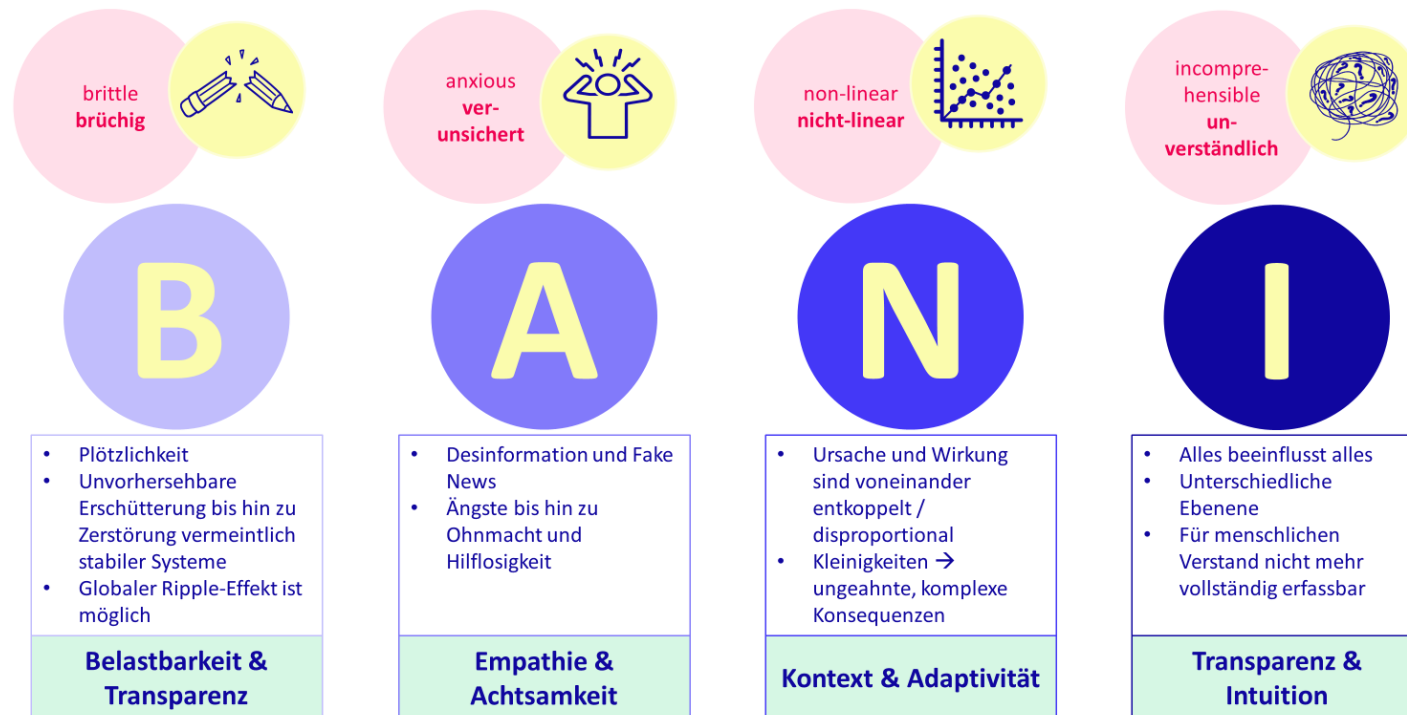 brittle
brüchig
anxious
ver-
unsichert
non-linear
nicht-linear
incompre-
hensible
un-
verständlich
B
A
N
I
• Plötzlichkeit
• Unvorhersehbare
Erschütterung bis hin zu
Zerstörung vermeintlich
stabiler Systeme
• Globaler Ripple-Effekt ist
möglich
• Desinformation und Fake
News
• Ängste bis hin zu
Ohnmacht und
Hilflosigkeit
• Ursache und Wirkung
sind voneinander
entkoppelt /
disproportional
• Kleinigkeiten →
ungeahnte, komplexe
Konsequenzen
• Alles beeinflusst alles
• Unterschiedliche
Ebenene
• Für menschlichen
Verstand nicht mehr
vollständig erfassbar
Belastbarkeit &
Transparenz
Empathie &
Achtsamkeit
Kontext & Adaptivität
Transparenz &
Intuition